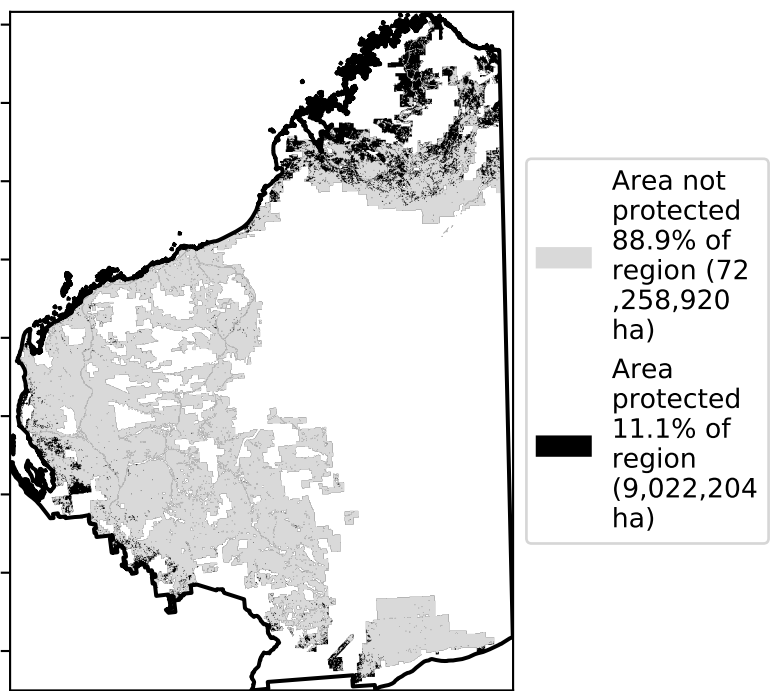 Area not
protected
88.9% of
region (72
,258,920
ha)
Area
protected
11.1% of
region
(9,022,204
ha)